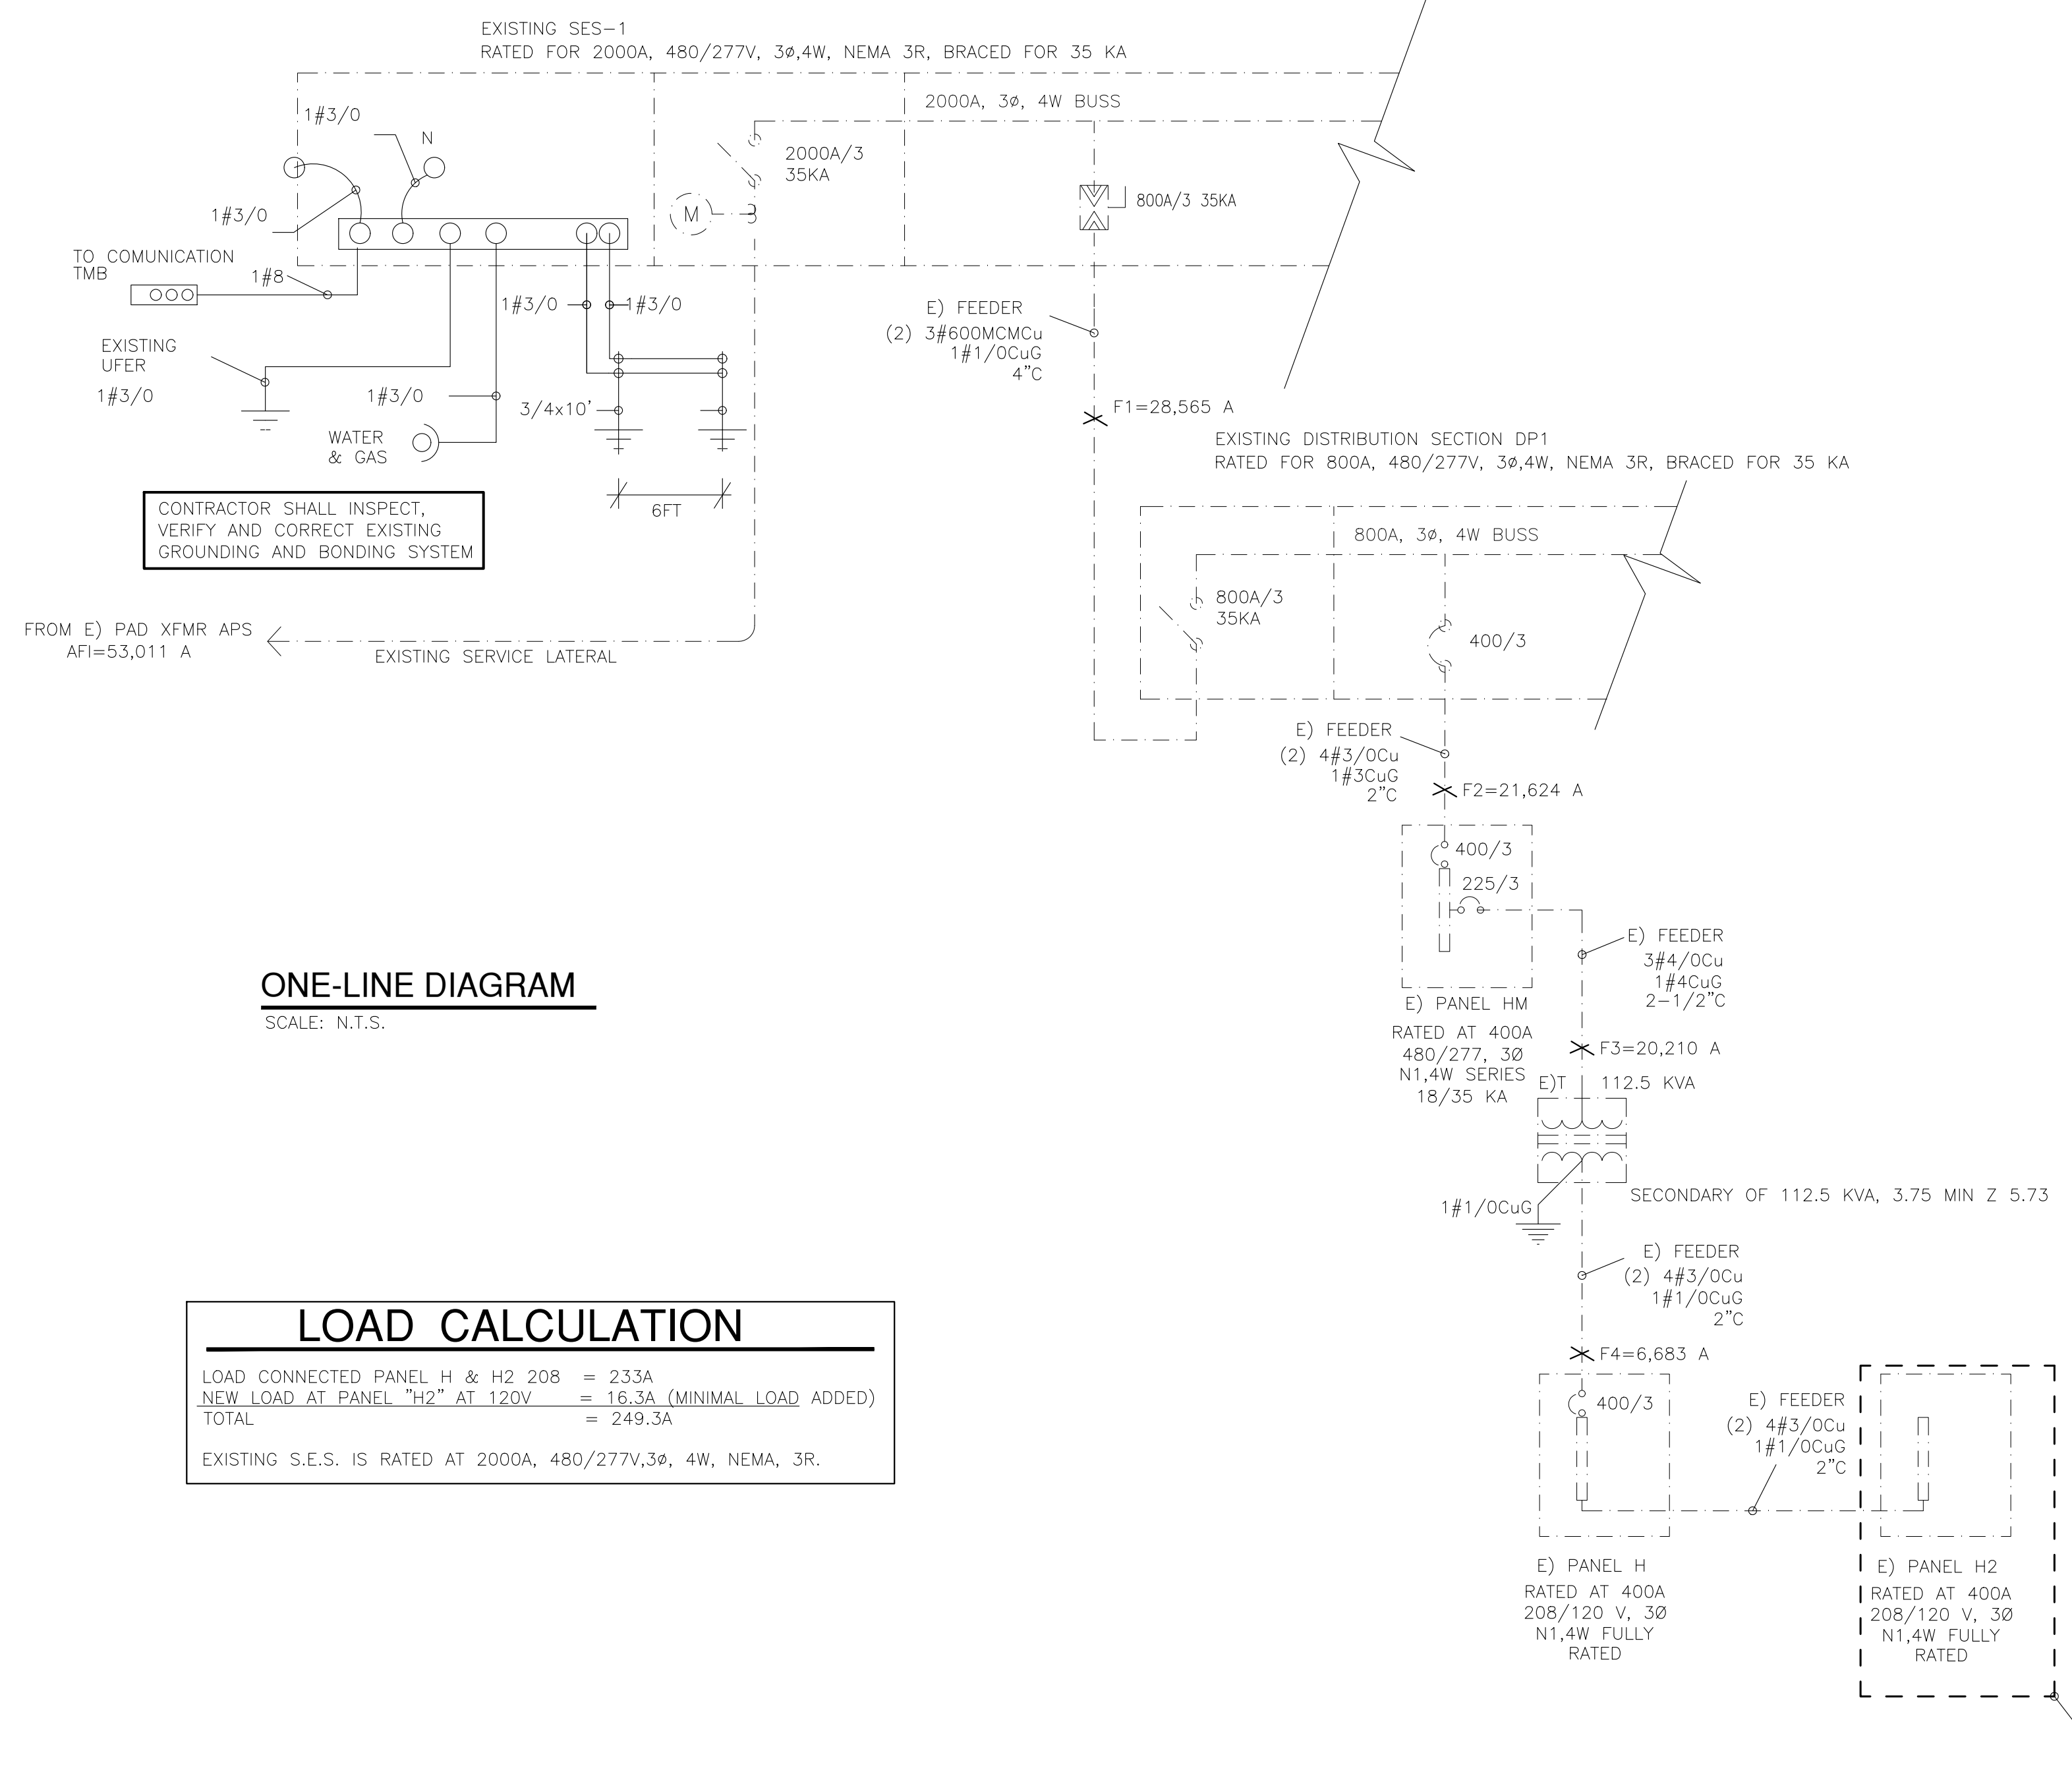 EXISTING SES-1
RATED FOR 2000A, 480/277V, 3ø,4W, NEMA 3R, BRACED FOR 35 KA
2000A, 3ø, 4W BUSS
1#3/0
N
2000A/3
35KA
M
800A/3 35KA
1#3/0
TO COMUNICATION
TMB
1#8
1#3/0
1#3/0
E) FEEDER
(2) 3#600MCMCu
1#1/0CuG
4"C
EXISTING
UFER
1#3/0
1#3/0
3/4x10'
F1=28,565 A
WATER
& GAS
6FT
CONTRACTOR SHALL INSPECT,
VERIFY AND CORRECT EXISTING
GROUNDING AND BONDING SYSTEM
EXISTING DISTRIBUTION SECTION DP1
RATED FOR 800A, 480/277V, 3ø,4W, NEMA 3R, BRACED FOR 35 KA
800A, 3ø, 4W BUSS
800A/3
35KA
400/3
FROM E) PAD XFMR APS
AFI=53,011 A
EXISTING SERVICE LATERAL
E) FEEDER
(2) 4#3/0Cu
1#3CuG
2"C
F2=21,624 A
400/3
225/3
E) FEEDER
3#4/0Cu
1#4CuG
2-1/2"C
E) PANEL HM
RATED AT 400A
480/277, 3Ø
N1,4W SERIES
18/35 KA
F3=20,210 A
E)T 112.5 KVA
ONE-LINE DIAGRAM
SCALE: N.T.S.
SECONDARY OF 112.5 KVA, 3.75 MIN Z 5.73
1#1/0CuG
E) FEEDER
(2) 4#3/0Cu
1#1/0CuG
2"C
F4=6,683 A
LOAD CALCULATION
LOAD CONNECTED PANEL H & H2 208 = 233A
NEW LOAD AT PANEL "H2" AT 120V = 16.3A (MINIMAL LOAD ADDED)
TOTAL = 249.3A
EXISTING S.E.S. IS RATED AT 2000A, 480/277V,3ø, 4W, NEMA, 3R.
400/3
E) FEEDER
(2) 4#3/0Cu
1#1/0CuG
2"C
E) PANEL H
RATED AT 400A
208/120 V, 3Ø
N1,4W FULLY
RATED
E) PANEL H2
RATED AT 400A
208/120 V, 3Ø
N1,4W FULLY
RATED